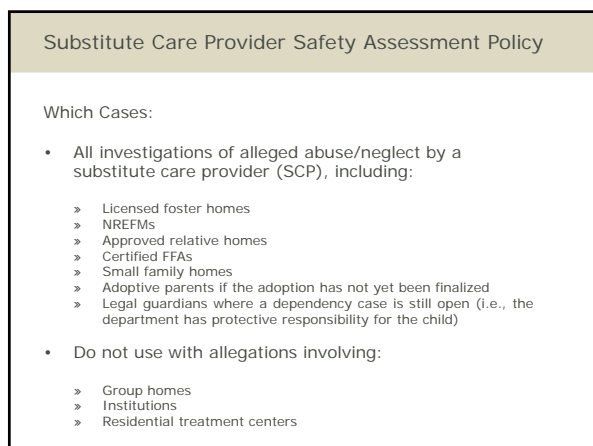 Substitute Care Provider Safety Assessment Policy
Which Cases:
• All investigations of alleged abuse/neglect by a
substitute care provider (SCP), including:
» Licensed foster homes
» NREFMs
» Approved relative homes
» Certified FFAs
» Small family homes
» Adoptive parents if the adoption has not yet been finalized
» Legal guardians where a dependency case is still open (i.e., the
department has protective responsibility for the child)
• Do not use with allegations involving:
» Group homes
» Institutions
» Residential treatment centers